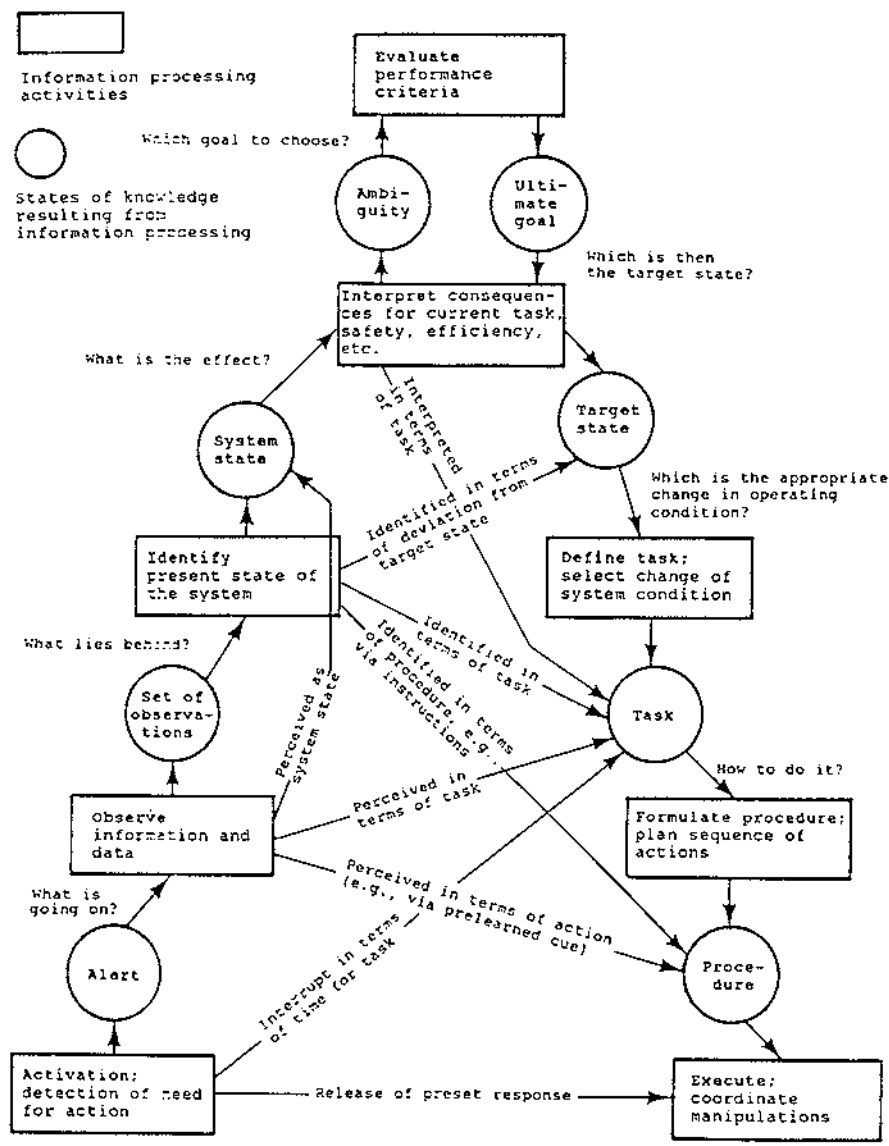 Information processing
activities
States of knowledge
resulting from
information processing
Evaluate
performance
criteria
Which goal to choose?
Ambi-
guity
Ulti-
mate
goal
Which is then
the target state?
Interpret consequen-
ces for current task,
safety, efficiency,
etc.
What is the effect?
System
state
Interpreted
in terms
of task
Target
state
Identified in terms
of deviation from
target state
Which is the appropriate
change in operating
condition?
Identify
present state of
the system
Define task;
select change of
system condition
What lies behind?
Identified in
terms of task
Identified in terms
of procedure, e.g.,
via instructions
Set of
observa-
tions
Perceived as
system state
Task
How to do it?
Perceived in
terms of task
Observe
information and
data
Formulate procedure;
plan sequence of
actions
Perceived in terms of action
(e.g., via prelearned cue)
What is
going on?
Alert
Interrupt in terms
of time for task
Proce-
dure
Activation;
detection of need
for action
Release of preset response
Execute;
coordinate
manipulations